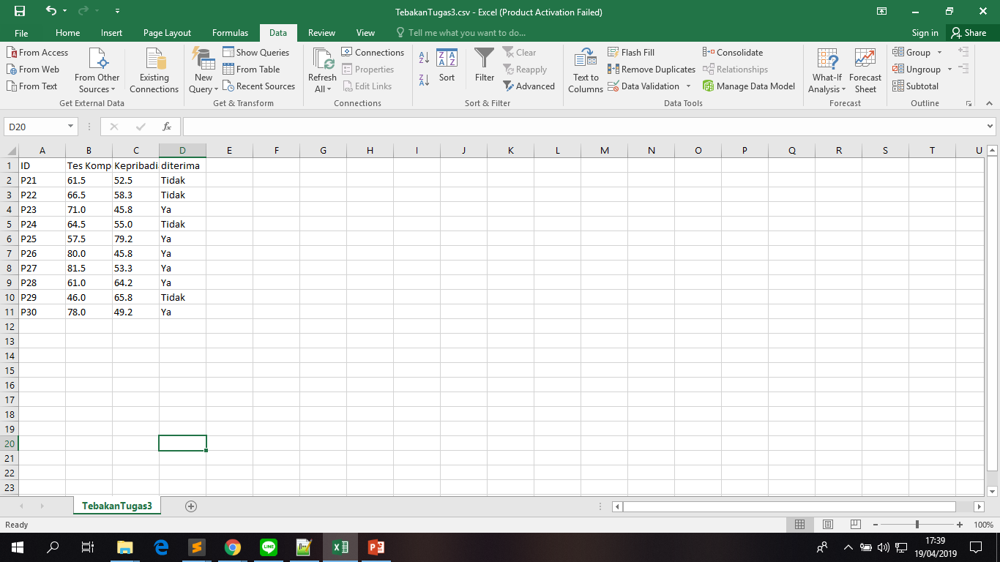 TebakanTugas3.csv - Excel (Product Activation Failed)
File Home Insert Page Layout Formulas Data Review View Tell me what you want to do... Sign in Share
From Access
From Web
From Text
From Other
Sources
Existing
Connections
Get External Data
New
Query
Show Queries
From Table
Recent Sources
Get & Transform
Refresh
All
Connections
Properties
Edit Links
Connections
Sort
Filter
Clear
Reapply
Advanced
Sort & Filter
Text to
Columns
Flash Fill
Remove Duplicates
Data Validation
Consolidate
Relationships
Manage Data Model
Data Tools
What-If
Analysis
Forecast
Sheet
Forecast
Group
Ungroup
Subtotal
Outline
D20 fx
A B C D E F G H I J K L M N O P Q R S T U
1 ID Tes Komp Kepribadi diterima
2 P21 61.5 52.5 Tidak
3 P22 66.5 58.3 Tidak
4 P23 71.0 45.8 Ya
5 P24 64.5 55.0 Tidak
6 P25 57.5 79.2 Ya
7 P26 80.0 45.8 Ya
8 P27 81.5 53.3 Ya
9 P28 61.0 64.2 Ya
10 P29 46.0 65.8 Tidak
11 P30 78.0 49.2 Ya
12
13
14
15
16
17
18
19
20
21
22
23
TebakanTugas3
Ready 100%
17:39
19/04/2019